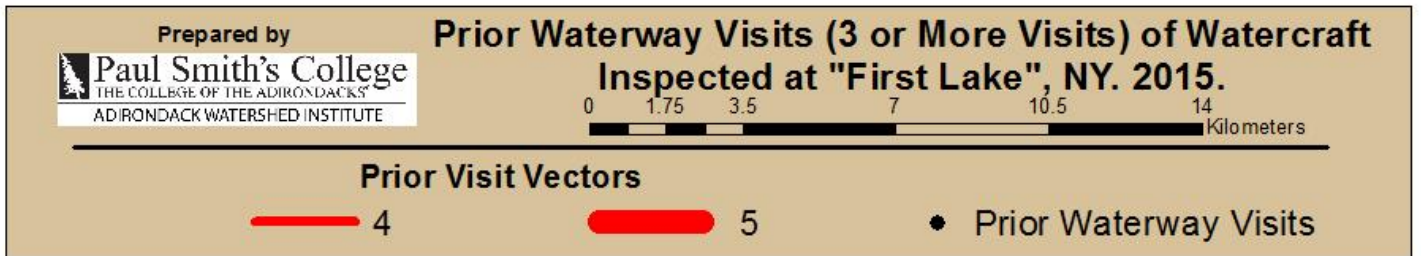 Prepared by
Paul Smith's College
THE COLLEGE OF THE ADIRONDACKS
ADIRONDACK WATERSHED INSTITUTE
Prior Waterway Visits (3 or More Visits) of Watercraft
Inspected at "First Lake", NY. 2015.
0 1.75 3.5 7 10.5 14
Kilometers
Prior Visit Vectors
4 5 Prior Waterway Visits